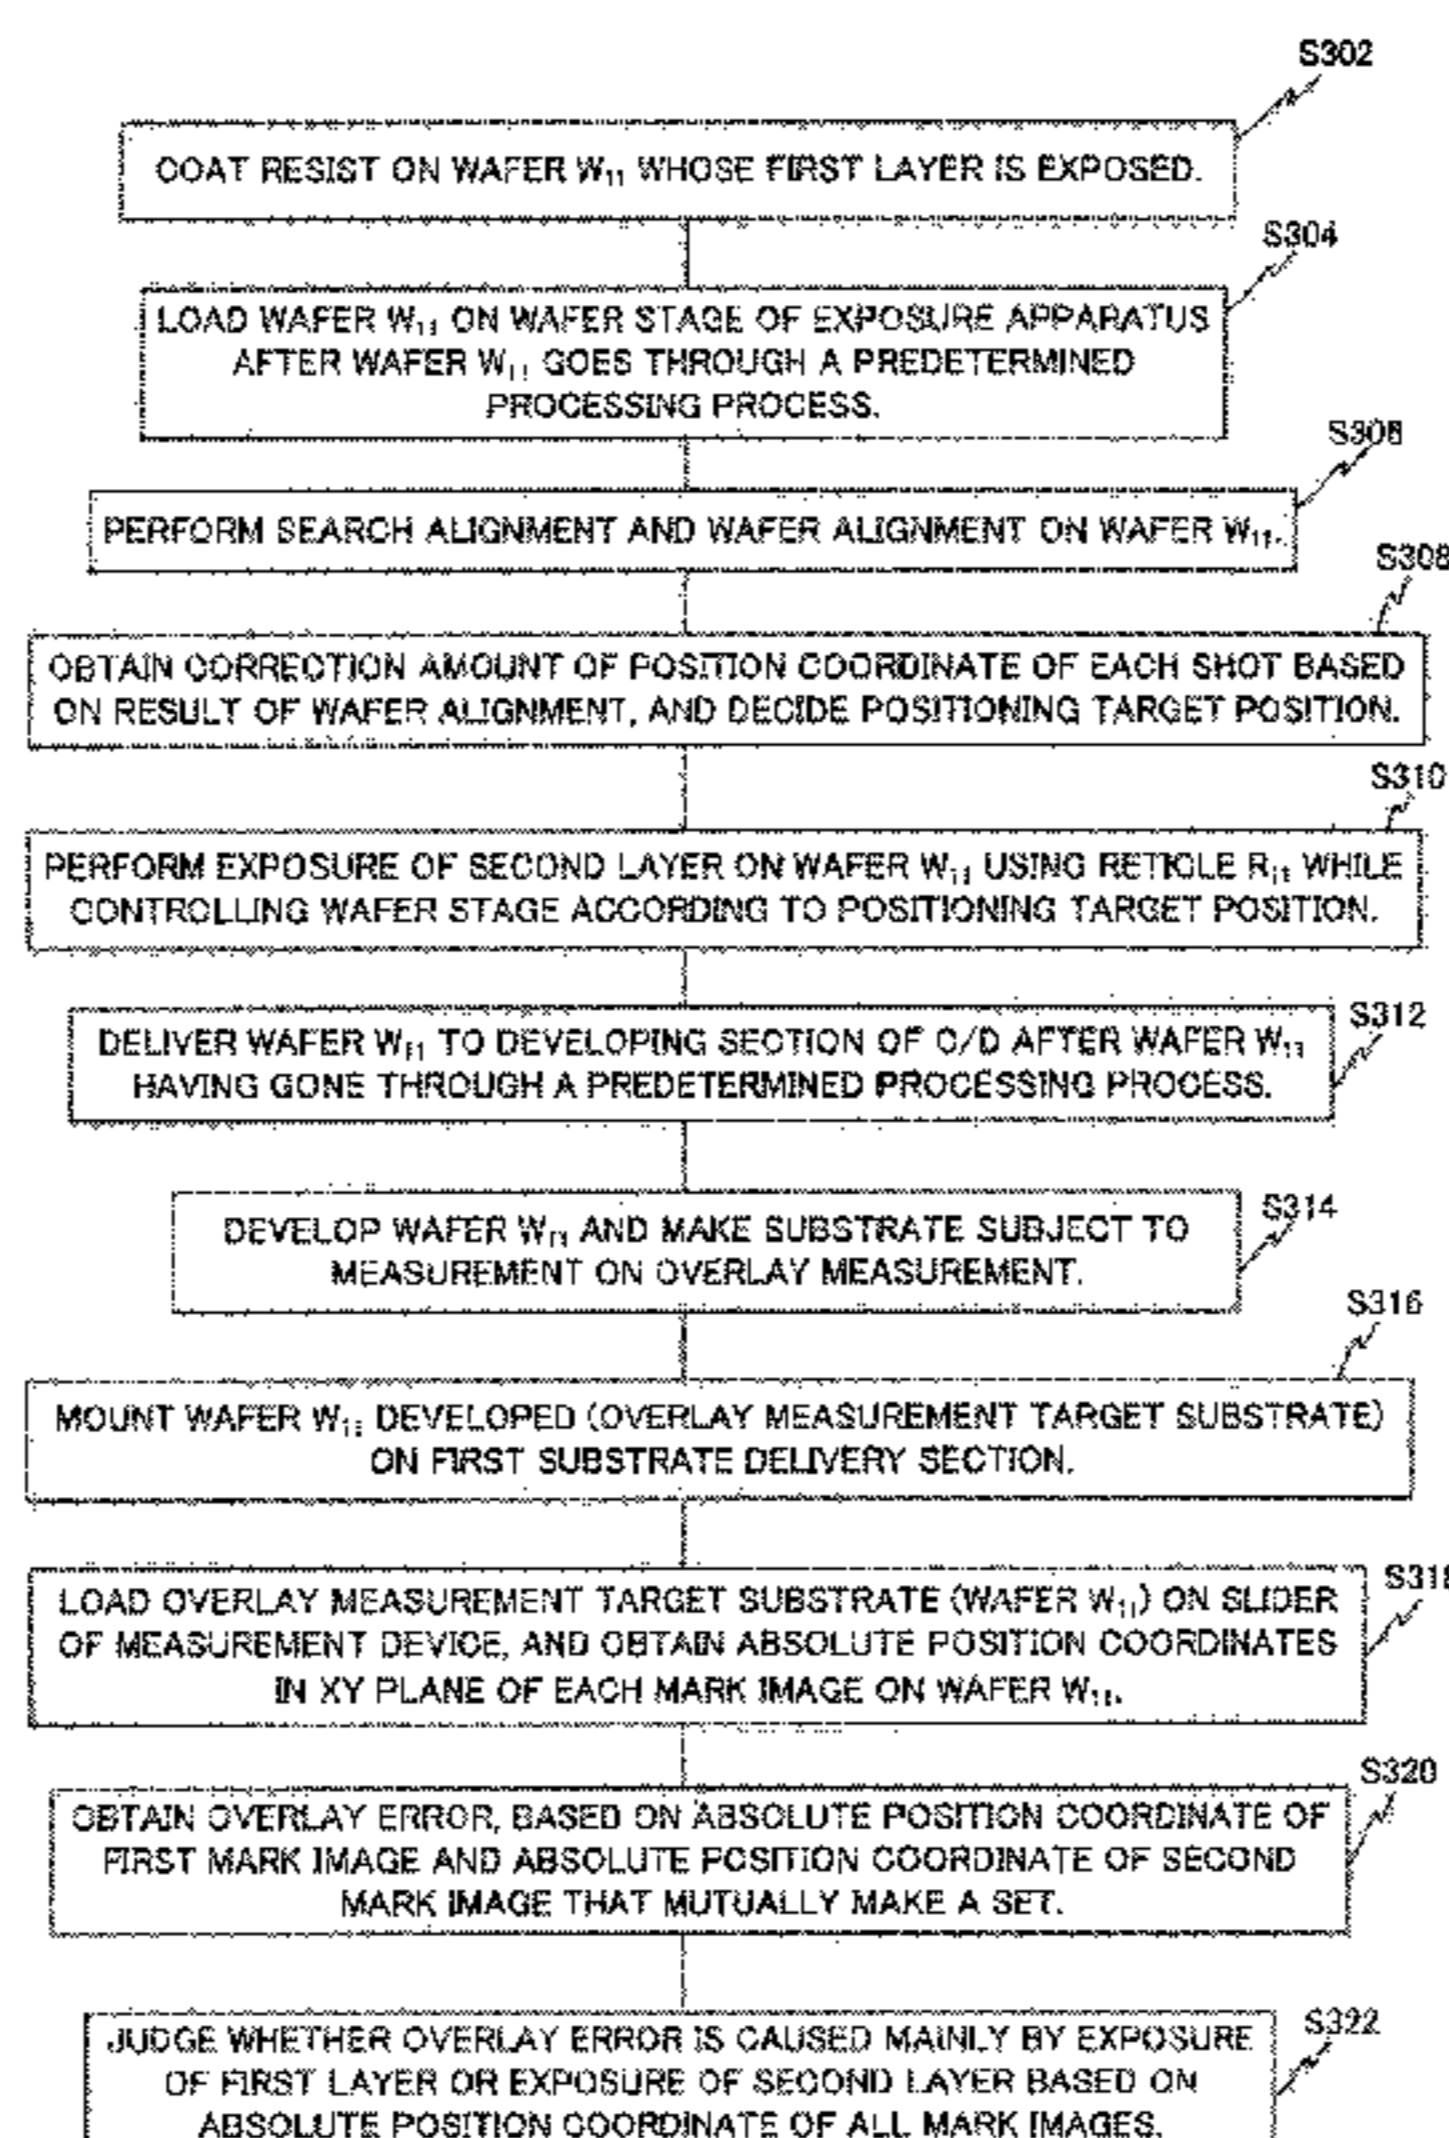 S302
COAT RESIST ON WAFER W₁₁ WHOSE FIRST LAYER IS EXPOSED.
S304
LOAD WAFER W₁₁ ON WAFER STAGE OF EXPOSURE APPARATUS
AFTER WAFER W₁₁ GOES THROUGH A PREDETERMINED
PROCESSING PROCESS.
S306
PERFORM SEARCH ALIGNMENT AND WAFER ALIGNMENT ON WAFER W₁₁.
S308
OBTAIN CORRECTION AMOUNT OF POSITION COORDINATE OF EACH SHOT BASED
ON RESULT OF WAFER ALIGNMENT, AND DECIDE POSITIONING TARGET POSITION.
S310
PERFORM EXPOSURE OF SECOND LAYER ON WAFER W₁₁ USING RETICLE R₁₁ WHILE
CONTROLLING WAFER STAGE ACCORDING TO POSITIONING TARGET POSITION.
S312
DELIVER WAFER W₁₁ TO DEVELOPING SECTION OF C/D AFTER WAFER W₁₁
HAVING GONE THROUGH A PREDETERMINED PROCESSING PROCESS.
S314
DEVELOP WAFER W₁₁ AND MAKE SUBSTRATE SUBJECT TO
MEASUREMENT ON OVERLAY MEASUREMENT.
S316
MOUNT WAFER W₁₁ DEVELOPED (OVERLAY MEASUREMENT TARGET SUBSTRATE)
ON FIRST SUBSTRATE DELIVERY SECTION.
S318
LOAD OVERLAY MEASUREMENT TARGET SUBSTRATE (WAFER W₁₁) ON SLIDER
OF MEASUREMENT DEVICE, AND OBTAIN ABSOLUTE POSITION COORDINATES
IN XY PLANE OF EACH MARK IMAGE ON WAFER W₁₁.
S320
OBTAIN OVERLAY ERROR, BASED ON ABSOLUTE POSITION COORDINATE OF
FIRST MARK IMAGE AND ABSOLUTE POSITION COORDINATE OF SECOND
MARK IMAGE THAT MUTUALLY MAKE A SET.
S322
JUDGE WHETHER OVERLAY ERROR IS CAUSED MAINLY BY EXPOSURE
OF FIRST LAYER OR EXPOSURE OF SECOND LAYER BASED ON
ABSOLUTE POSITION COORDINATE OF ALL MARK IMAGES.